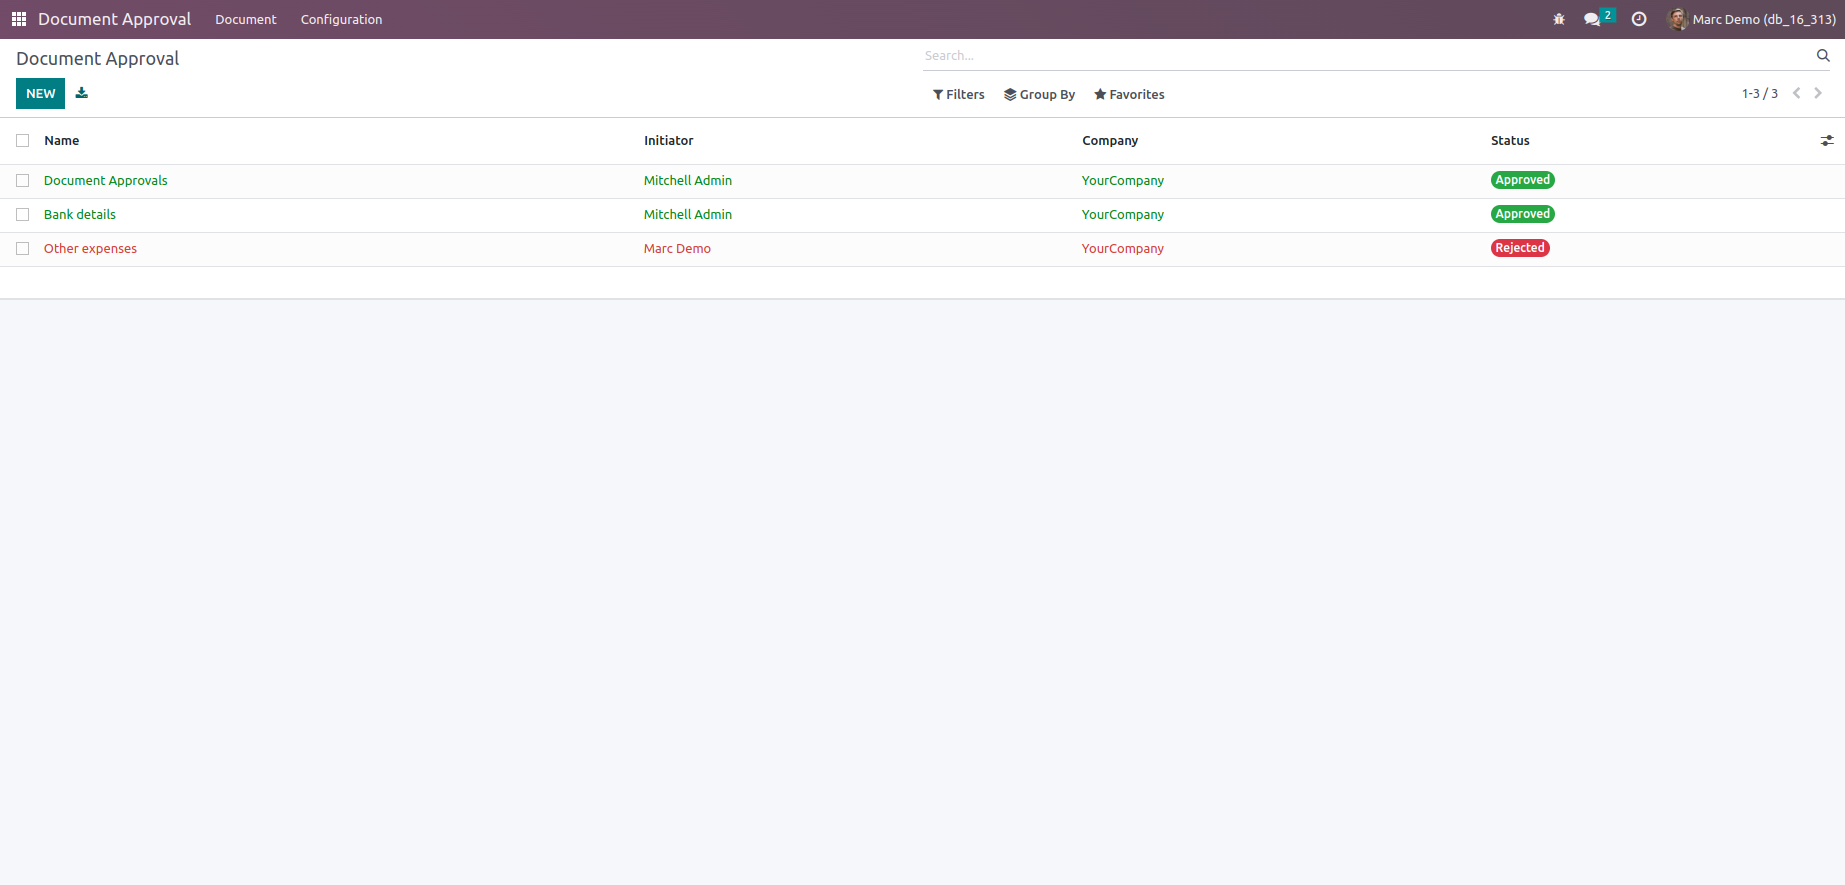 Document Approval Document Configuration 2 Marc Demo (db_16_313)
Document Approval Search...
NEW Filters Group By Favorites 1-3 / 3
Name Initiator Company Status
Document Approvals Mitchell Admin YourCompany Approved
Bank details Mitchell Admin YourCompany Approved
Other expenses Marc Demo YourCompany Rejected